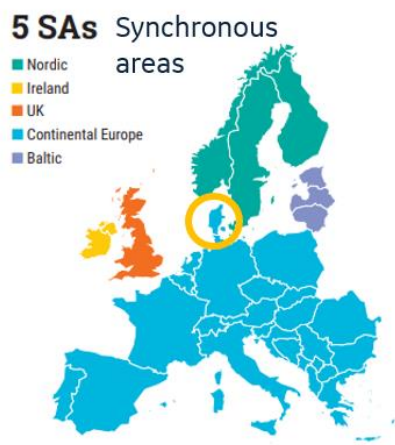 5 SAs Synchronous
areas
Nordic
Ireland
UK
Continental Europe
Baltic